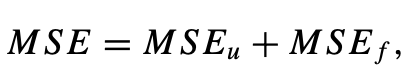 MSE = MSE_u + MSE_f,